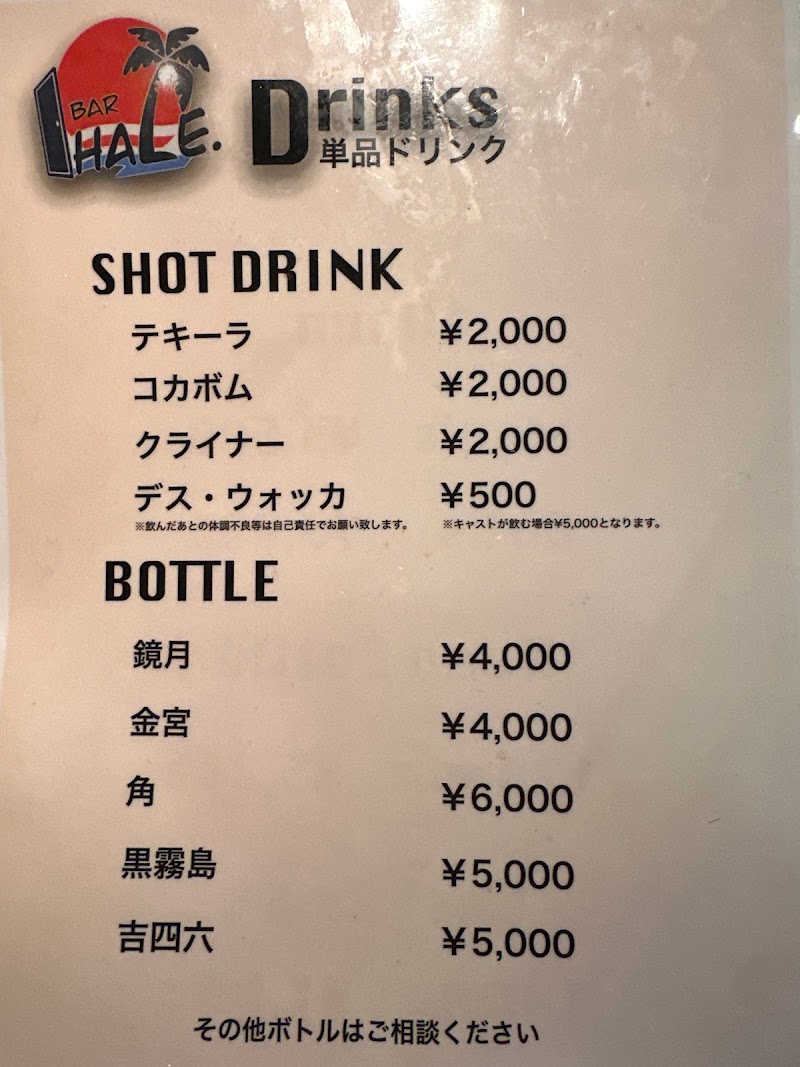 BAR
HALE.
Drinks
単品ドリンク
SHOT DRINK
テキーラ ¥2,000
コカボム ¥2,000
クライナー ¥2,000
デス・ウォッカ ¥500
※飲んだあとの体調不良等は自己責任でお願い致します。 ※キャストが飲む場合¥5,000となります。
BOTTLE
鏡月 ¥4,000
金宮 ¥4,000
角 ¥6,000
黒霧島 ¥5,000
吉四六 ¥5,000
その他ボトルはご相談ください